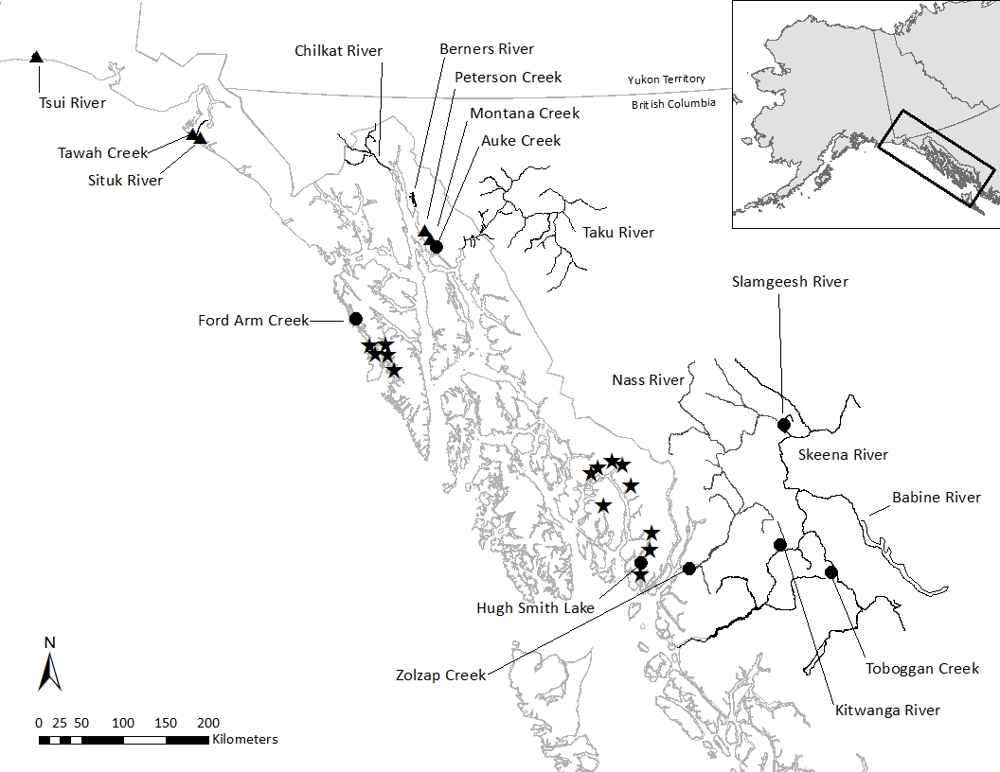 Chilkat River
Berners River
Peterson Creek
Yukon Territory
British Columbia
Tsui River
Montana Creek
Auke Creek
Tawah Creek
Situk River
Taku River
Slamgeesh River
Ford Arm Creek
Nass River
Skeena River
Babine River
Hugh Smith Lake
Zolzap Creek
Toboggan Creek
Kitwanga River
N
0 25 50 100 150 200
Kilometers